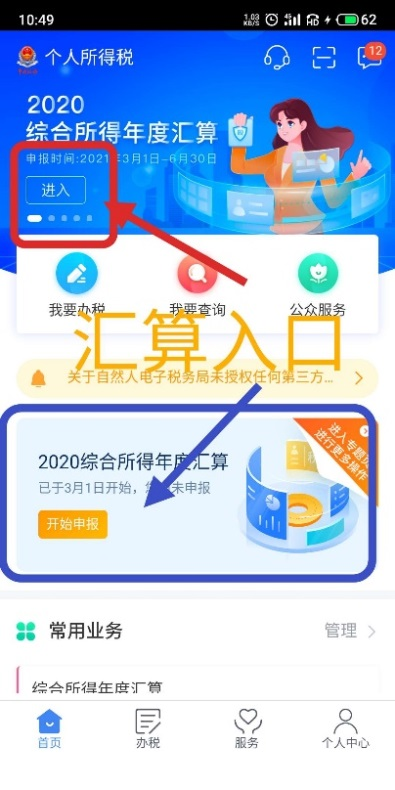 10:49
1.03
KB/S
62
个人所得税
12
2020
综合所得年度汇算
申报时间:2021年3月1日-6月30日
进入
我要办税
我要查询
公众服务
汇算入口
关于自然人电子税务局未授权任何第三方...
2020综合所得年度汇算
已于3月1日开始，
未申报
开始申报
进入专题
进行更多操作
常用业务
管理
综合所得年度汇算
首页
办税
服务
个人中心